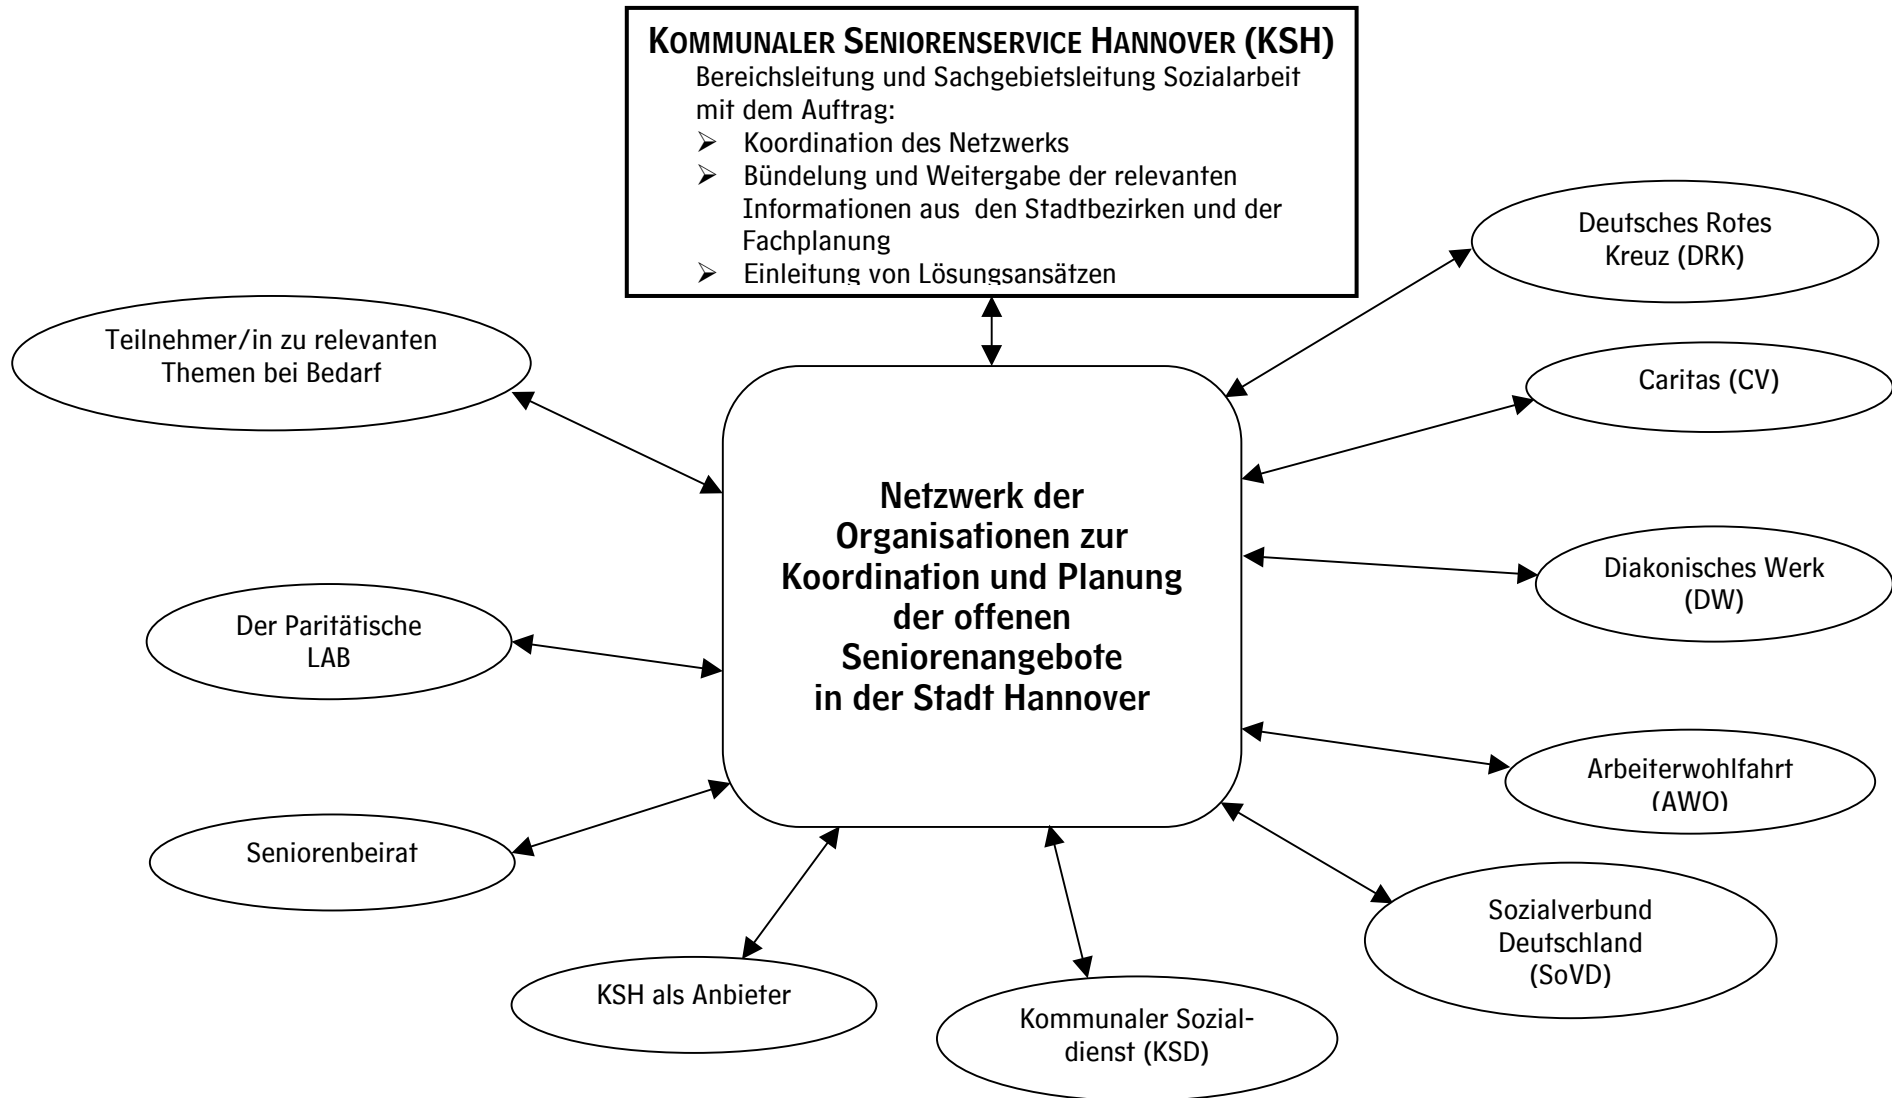 KOMMUNALER SENIORENSERVICE HANNOVER (KSH)
Bereichsleitung und Sachgebietsleitung Sozialarbeit
mit dem Auftrag:
➢ Koordination des Netzwerks
➢ Bündelung und Weitergabe der relevanten
Informationen aus den Stadtbezirken und der
Fachplanung
➢ Einleitung von Lösungsansätzen
Deutsches Rotes
Kreuz (DRK)
Teilnehmer/in zu relevanten
Themen bei Bedarf
Caritas (CV)
Netzwerk der
Organisationen zur
Koordination und Planung
der offenen
Seniorenangebote
in der Stadt Hannover
Diakonisches Werk
(DW)
Der Paritätische
LAB
Arbeiterwohlfahrt
(AWO)
Seniorenbeirat
Sozialverbund
Deutschland
(SoVD)
KSH als Anbieter
Kommunaler Sozial-
dienst (KSD)